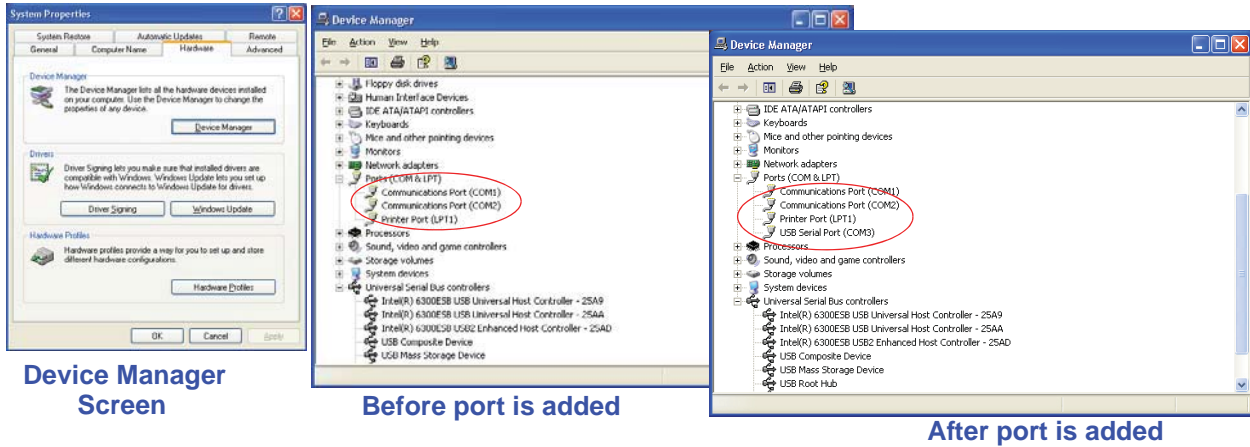 System Properties
System Restore Automatic Updates Remote
General Computer Name Hardware Advanced
Device Manager
The Device Manager lists all the hardware devices installed
on your computer. Use the Device Manager to change the
properties of any device.
Device Manager
Drivers
Driver Signing lets you make sure that installed drivers are
compatible with Windows. Windows Update lets you set up
how Windows connects to Windows Update for drivers.
Driver Signing Windows Update
Hardware Profiles
Hardware profiles provide a way for you to set up and store
different hardware configurations.
Hardware Profiles
OK Cancel Apply
Device Manager
Screen
Device Manager
File Action View Help
Floppy disk drives
Human Interface Devices
IDE ATA/ATAPI controllers
Keyboards
Mice and other pointing devices
Monitors
Network adapters
Ports (COM & LPT)
Communications Port (COM1)
Communications Port (COM2)
Printer Port (LPT1)
Processors
Sound, video and game controllers
Storage volumes
System devices
Universal Serial Bus controllers
Intel(R) 6300ESB USB Universal Host Controller - 25A9
Intel(R) 6300ESB USB Universal Host Controller - 25AA
Intel(R) 6300ESB USB2 Enhanced Host Controller - 25AD
USB Composite Device
USB Mass Storage Device
Before port is added
Device Manager
File Action View Help
IDE ATA/ATAPI controllers
Keyboards
Mice and other pointing devices
Monitors
Network adapters
Ports (COM & LPT)
Communications Port (COM1)
Communications Port (COM2)
Printer Port (LPT1)
USB Serial Port (COM3)
Processors
Sound, video and game controllers
Storage volumes
System devices
Universal Serial Bus controllers
Intel(R) 6300ESB USB Universal Host Controller - 25A9
Intel(R) 6300ESB USB Universal Host Controller - 25AA
Intel(R) 6300ESB USB2 Enhanced Host Controller - 25AD
USB Composite Device
USB Mass Storage Device
USB Root Hub
After port is added